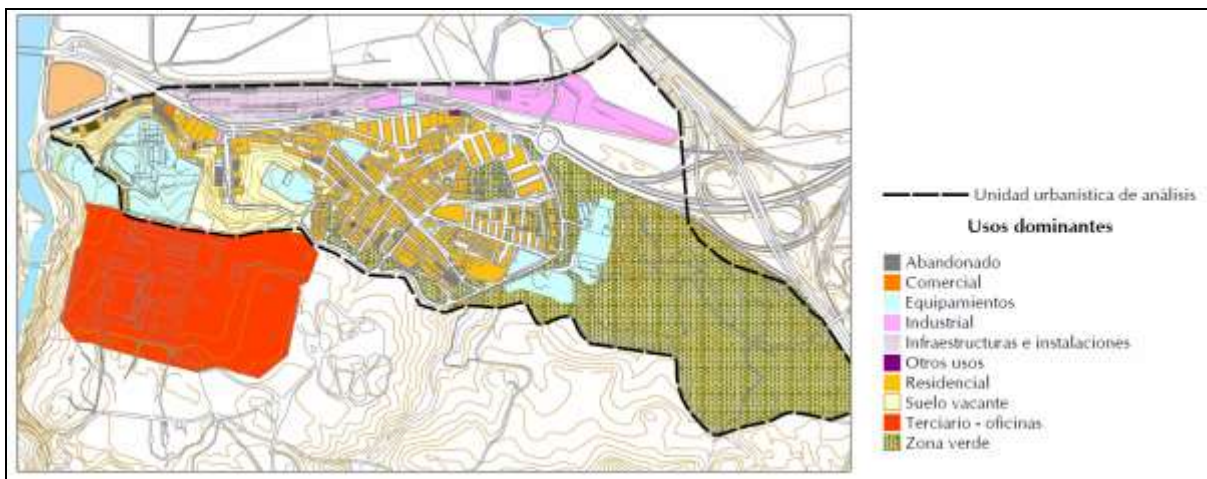 Unidad urbanística de análisis
Usos dominantes
Abandonado
Comercial
Equipamientos
Industrial
Infraestructuras e instalaciones
Otros usos
Residencial
Suelo vacante
Terciario - oficinas
Zona verde